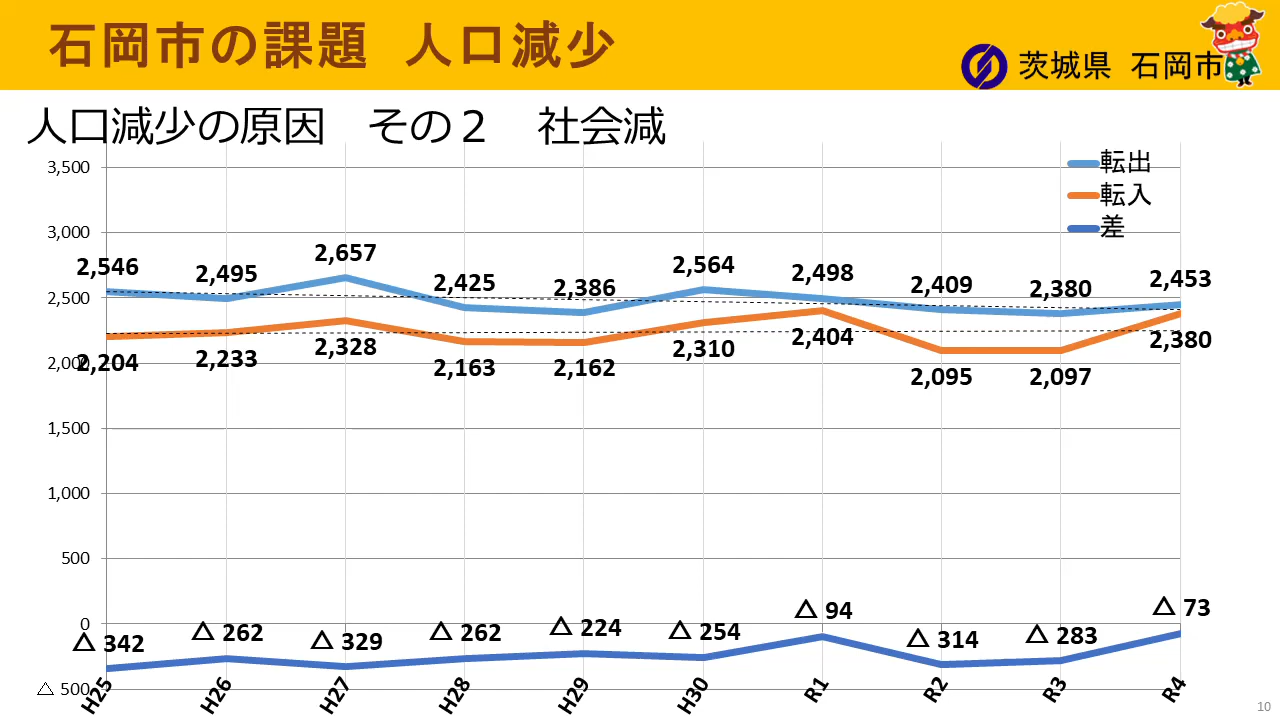 石岡市の課題　人口減少
茨城県　石岡市
人口減少の原因　その２　社会減
転出
転入
差
3,500
3,000
2,500
2,000
1,500
1,000
500
0
△ 500
2,546 2,495 2,657 2,425 2,386 2,564 2,498 2,409 2,380 2,453
2,204 2,233 2,328 2,163 2,162 2,310 2,404 2,095 2,097 2,380
△ 342 △ 262 △ 329 △ 262 △ 224 △ 254 △ 94 △ 314 △ 283 △ 73
H25 H26 H27 H28 H29 H30 R1 R2 R3 R4
10